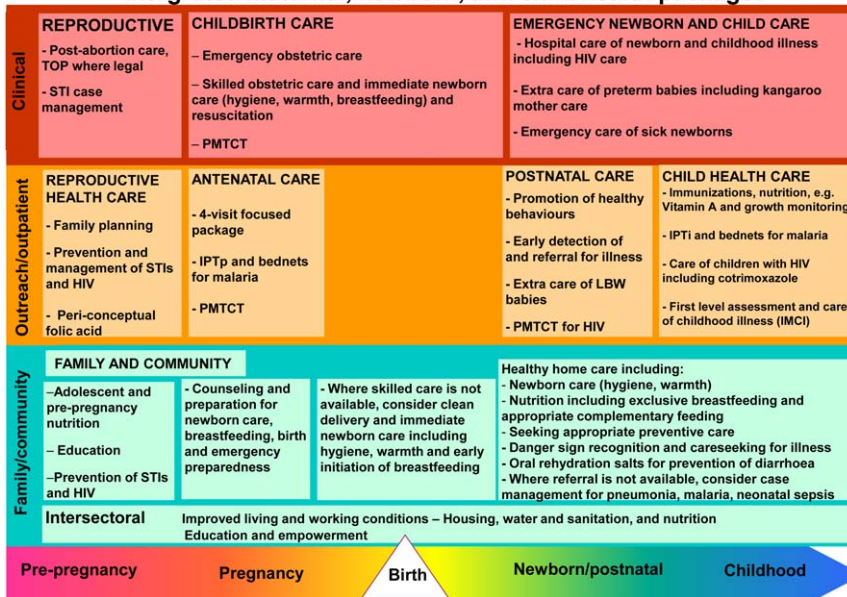 REPRODUCTIVE
- Post-abortion care,
TOP where legal
- STI case
management
CHILDBIRTH CARE
– Emergency obstetric care
– Skilled obstetric care and immediate newborn
care (hygiene, warmth, breastfeeding) and
resuscitation
– PMTCT
EMERGENCY NEWBORN AND CHILD CARE
- Hospital care of newborn and childhood illness
including HIV care
- Extra care of preterm babies including kangaroo
mother care
- Emergency care of sick newborns
Clinical
REPRODUCTIVE
HEALTH CARE
- Family planning
- Prevention and
management of STIs
and HIV
- Peri-conceptual
folic acid
ANTENATAL CARE
- 4-visit focused
package
- IPTp and bednets
for malaria
- PMTCT
POSTNATAL CARE
- Promotion of healthy
behaviours
- Early detection of
and referral for illness
- Extra care of LBW
babies
- PMTCT for HIV
CHILD HEALTH CARE
- Immunizations, nutrition, e.g.
Vitamin A and growth monitoring
- IPTi and bednets for malaria
- Care of children with HIV
including cotrimoxazole
- First level assessment and care
of childhood illness (IMCI)
Outreach/outpatient
FAMILY AND COMMUNITY
–Adolescent and
pre-pregnancy
nutrition
– Education
–Prevention of STIs
and HIV
- Counseling and
preparation for
newborn care,
breastfeeding, birth
and emergency
preparedness
- Where skilled care is not
available, consider clean
delivery and immediate
newborn care including
hygiene, warmth and early
initiation of breastfeeding
Healthy home care including:
- Newborn care (hygiene, warmth)
- Nutrition including exclusive breastfeeding and
appropriate complementary feeding
- Seeking appropriate preventive care
- Danger sign recognition and careseeking for illness
- Oral rehydration salts for prevention of diarrhoea
- Where referral is not available, consider case
management for pneumonia, malaria, neonatal sepsis
Family/community
Intersectoral
Improved living and working conditions – Housing, water and sanitation, and nutrition
Education and empowerment
Pre-pregnancy
Pregnancy
Birth
Newborn/postnatal
Childhood